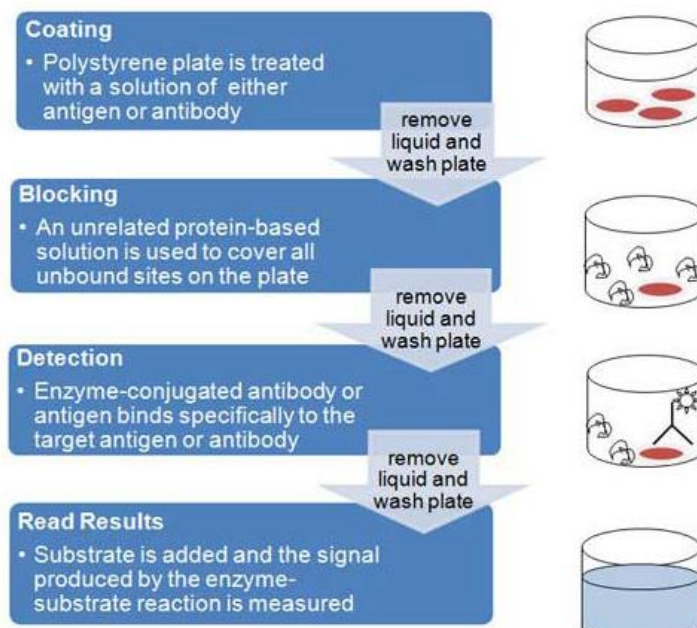 Coating
• Polystyrene plate is treated
with a solution of either
antigen or antibody
remove
liquid and
wash plate
Blocking
• An unrelated protein-based
solution is used to cover all
unbound sites on the plate
remove
liquid and
wash plate
Detection
• Enzyme-conjugated antibody or
antigen binds specifically to the
target antigen or antibody
remove
liquid and
wash plate
Read Results
• Substrate is added and the signal
produced by the enzyme-
substrate reaction is measured